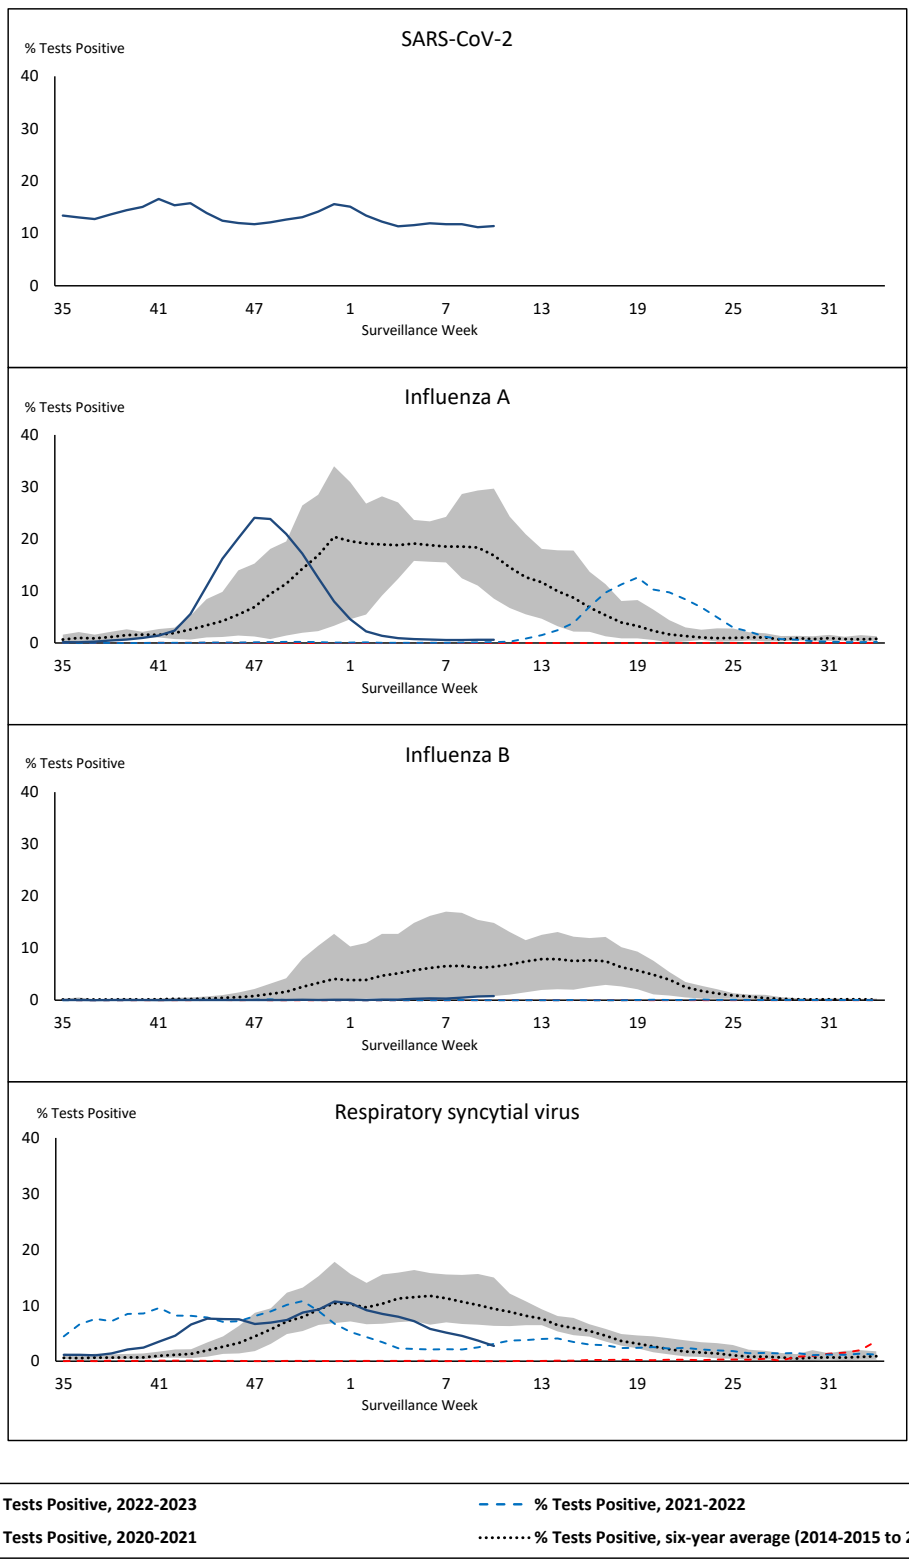 SARS-CoV-2
% Tests Positive
40
30
20
10
0
35 41 47 1 7 13 19 25 31
Surveillance Week
Influenza A
% Tests Positive
40
30
20
10
0
35 41 47 1 7 13 19 25 31
Surveillance Week
Influenza B
% Tests Positive
40
30
20
10
0
35 41 47 1 7 13 19 25 31
Surveillance Week
Respiratory syncytial virus
% Tests Positive
40
30
20
10
0
35 41 47 1 7 13 19 25 31
Surveillance Week
Tests Positive, 2022-2023
% Tests Positive, 2021-2022
Tests Positive, 2020-2021
% Tests Positive, six-year average (2014-2015 to